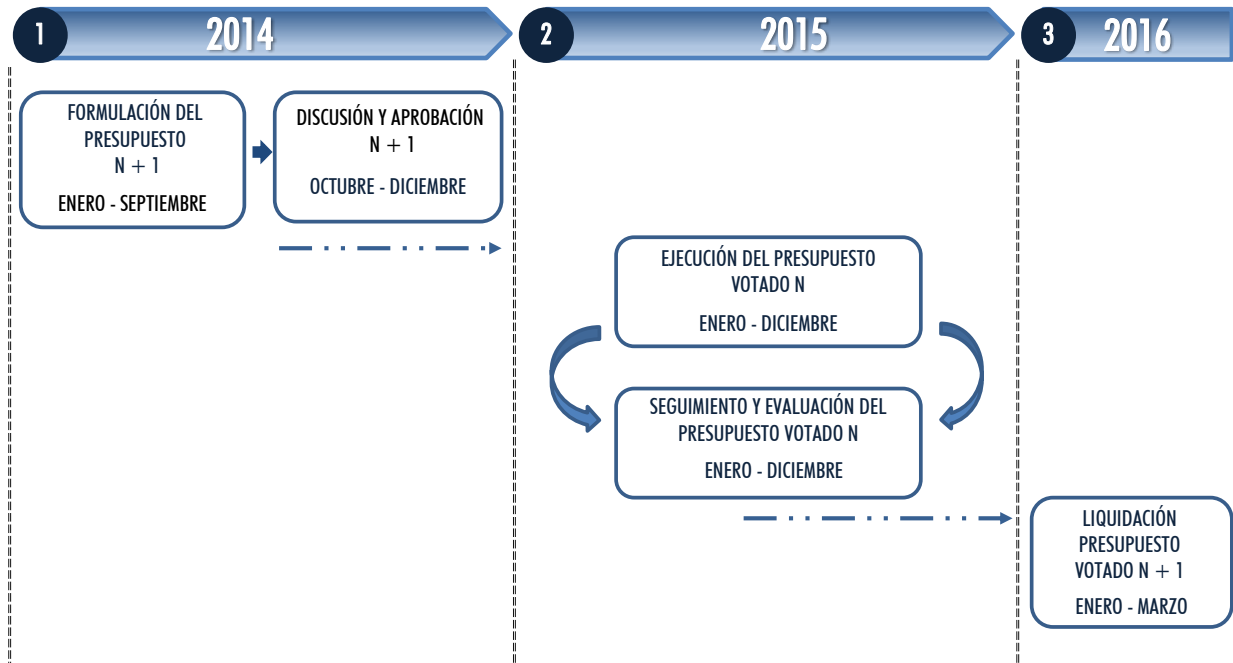 1
2014
2
2015
3
2016
FORMULACIÓN DEL
PRESUPUESTO
N + 1
ENERO - SEPTIEMBRE
DISCUSIÓN Y APROBACIÓN
N + 1
OCTUBRE - DICIEMBRE
EJECUCIÓN DEL PRESUPUESTO
VOTADO N
ENERO - DICIEMBRE
SEGUIMIENTO Y EVALUACIÓN DEL
PRESUPUESTO VOTADO N
ENERO - DICIEMBRE
LIQUIDACIÓN
PRESUPUESTO
VOTADO N + 1
ENERO - MARZO